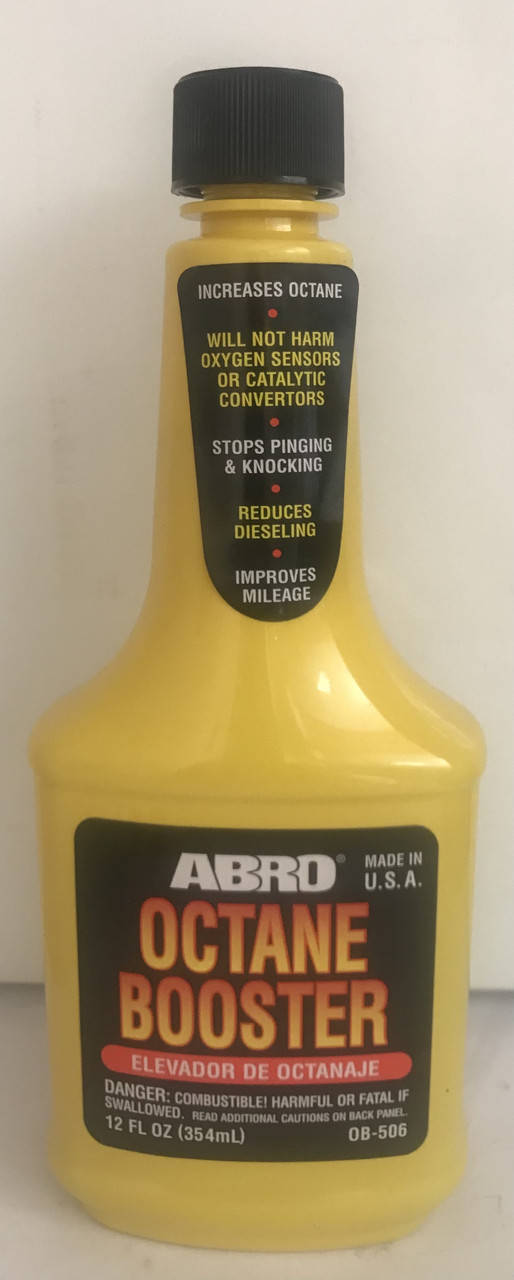 INCREASES OCTANE
•
WILL NOT HARM
OXYGEN SENSORS
OR CATALYTIC
CONVERTORS
•
STOPS PINGING
& KNOCKING
•
REDUCES
DIESELING
•
IMPROVES
MILEAGE
ABRO® MADE IN
U.S.A.
OCTANE
BOOSTER
ELEVADOR DE OCTANAJE
DANGER: COMBUSTIBLE! HARMFUL OR FATAL IF
SWALLOWED. READ ADDITIONAL CAUTIONS ON BACK PANEL.
12 FL OZ (354mL) OB-506